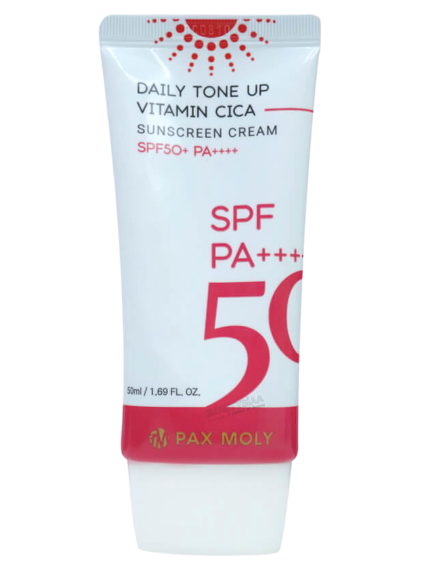 DAILY TONE UP
VITAMIN CICA
SUNSCREEN CREAM
SPF50+ PA++++
SPF
PA++++
50
50ml / 1.69 FL. OZ.
PAX MOLY